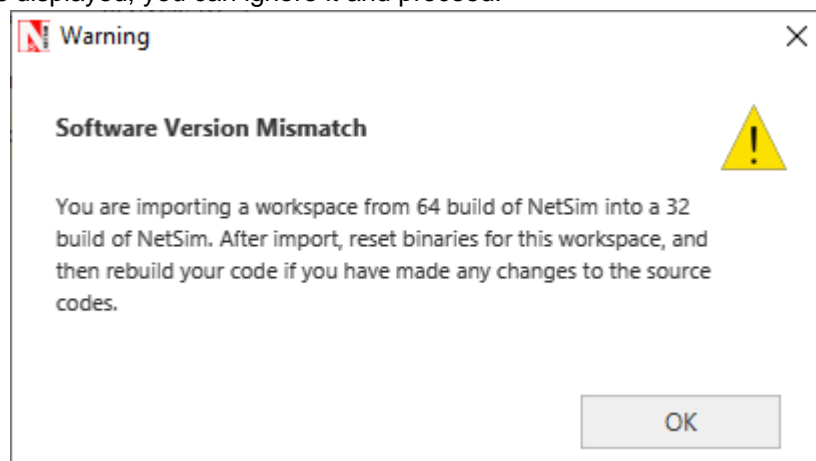 displayed, you can ignore it and proceed.
Warning
Software Version Mismatch
You are importing a workspace from 64 build of NetSim into a 32
build of NetSim. After import, reset binaries for this workspace, and
then rebuild your code if you have made any changes to the source
codes.
OK